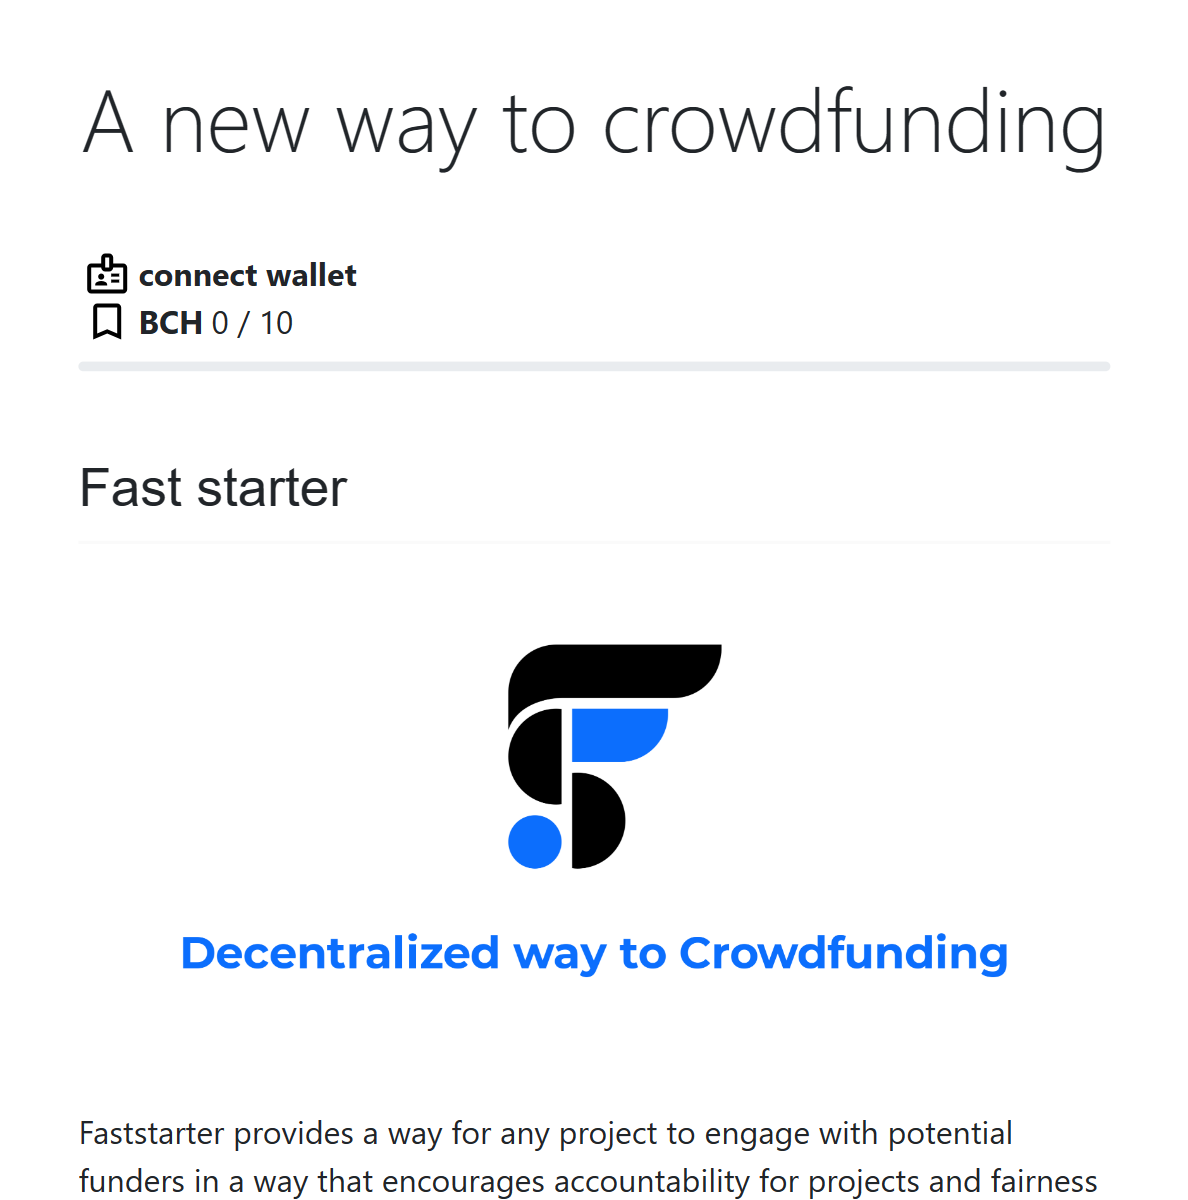 A new way to crowdfunding
connect wallet
BCH 0 / 10
Fast starter
Decentralized way to Crowdfunding
Faststarter provides a way for any project to engage with potential
funders in a way that encourages accountability for projects and fairness